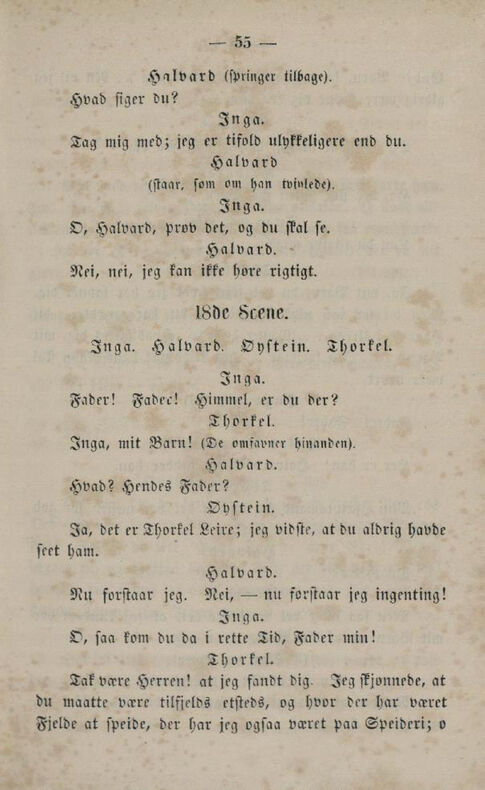 — 55 —
Halvard (springer tilbage).
Hvad siger du?
Inga.
Tag mig med; jeg er tifold ulykkeligere end du.
Halvard
(staar, som om han tvivlede).
Inga.
O, Halvard, prøv det, og du skal se.
Halvard.
Nei, nei, jeg kan ikke høre rigtigt.
18de Scene.
Inga. Halvard. Øystein. Thorkel.
Inga.
Fader! Fader! Himmel, er du der?
Thorkel.
Inga, mit Barn! (De omfavner hinanden).
Halvard.
Hvad? Hendes Fader?
Øystein.
Ja, det er Thorkel Leire; jeg vidste, at du aldrig havde
seet ham.
Halvard.
Nu forstaar jeg. Nei, — nu forstaar jeg ingenting!
Inga.
O, saa kom du da i rette Tid, Fader min!
Thorkel.
Tak være Herren! at jeg fandt dig. Jeg skjønnede, at
du maatte være tilfjelds etsteds, og hvor der har været
Fjelde at speide, der har jeg ogsaa været paa Speideri; o